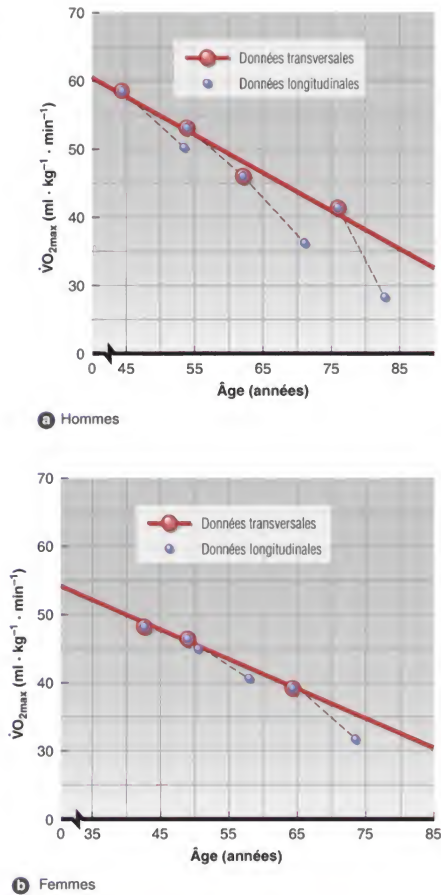 70
60
50
40
30
0
V̇O2max (ml · kg−1 · min−1)
Données transversales
Données longitudinales
0 45 55 65 75 85
Âge (années)
a Hommes
70
60
50
40
30
0
V̇O2max (ml · kg−1 · min−1)
Données transversales
Données longitudinales
0 35 45 55 65 75 85
Âge (années)
b Femmes